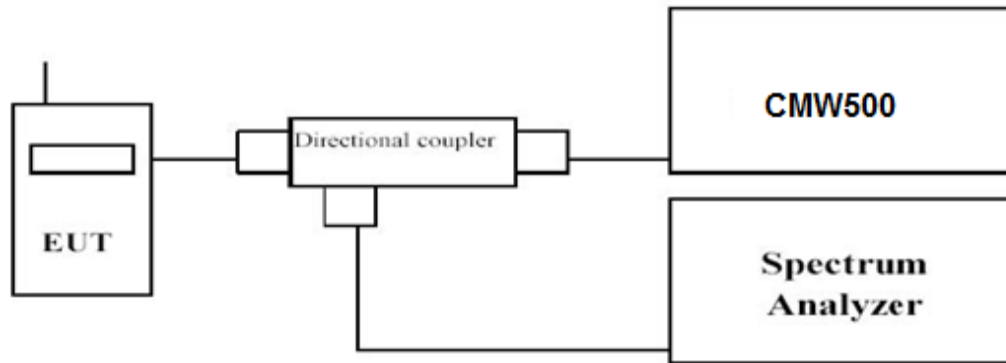 EUT
Directional coupler
CMW500
Spectrum
Analyzer